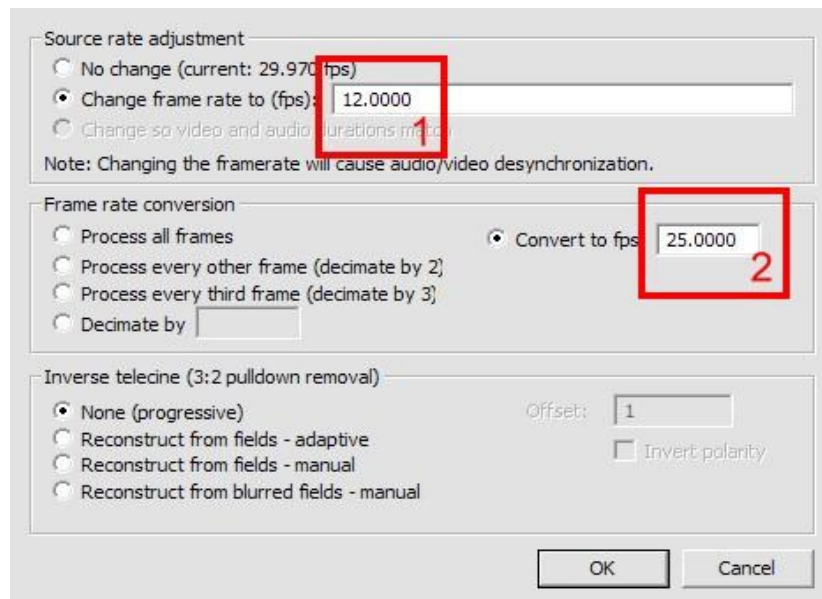 Source rate adjustment
No change (current: 29.970 fps)
Change frame rate to (fps): 12.0000
Change so video and audio durations match
1
Note: Changing the framerate will cause audio/video desynchronization.
Frame rate conversion
Process all frames
Convert to fps 25.0000
2
Process every other frame (decimate by 2)
Process every third frame (decimate by 3)
Decimate by
Inverse telecine (3:2 pulldown removal)
None (progressive)
Offset: 1
Reconstruct from fields - adaptive
Invert polarity
Reconstruct from fields - manual
Reconstruct from blurred fields - manual
OK Cancel